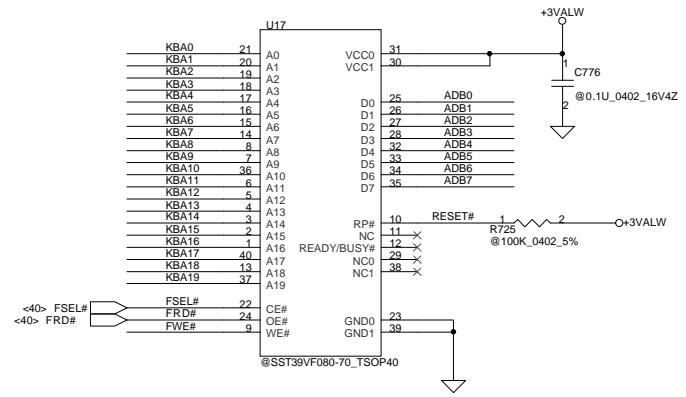 +3VALW
U17
KBA0 21 A0 VCC0 31
KBA1 20 A1 VCC1 30
KBA2 19 A2
KBA3 18 A3
KBA4 17 A4 D0 25 ADB0
KBA5 16 A5 D1 26 ADB1
KBA6 15 A6 D2 27 ADB2
KBA7 14 A7 D3 28 ADB3
KBA8 8 A8 D4 32 ADB4
KBA9 7 A9 D5 33 ADB5
KBA10 36 A10 D6 34 ADB6
KBA11 6 A11 D7 35 ADB7
KBA12 5 A12
KBA13 4 A13
KBA14 3 A14 RP# 10 RESET# 1 2 +3VALW
KBA15 2 A15 NC 11 R725
KBA16 1 A16 READY/BUSY# 12 @100K_0402_5%
KBA17 40 A17 NC0 29
KBA18 13 A18 NC1 38
KBA19 37 A19
1
C776
@0.1U_0402_16V4Z
2
<40> FSEL# FSEL# 22 CE# GND0 23
<40> FRD# FRD# 24 OE# GND1 39
FWE# 9 WE#
@SST39VF080-70_TSOP40